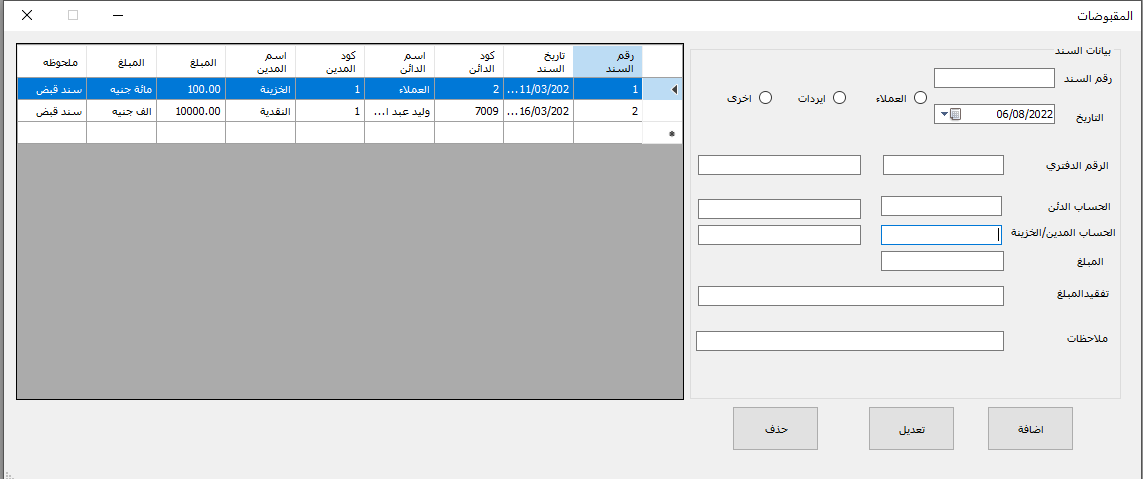 المقبوضات
بيانات السند
رقم السند
العملاء
ايردات
اخرى
التاريخ
06/08/2022
الرقم الدفتري
الحساب الدئن
الحساب المدين/الخزينة
المبلغ
تفقيدالمبلغ
ملاحظات
اضافة
تعديل
حذف
رقم السند تاريخ السند كود الدائن اسم الدائن كود المدين اسم المدين المبلغ المبلغ ملحوظه
1 11/03/202... 2 العملاء 1 الخزينة 100.00 مائة جنيه سند قبض
2 16/03/202... 7009 وليد عبد ا... 1 النقدية 10000.00 الف جنيه سند قبض